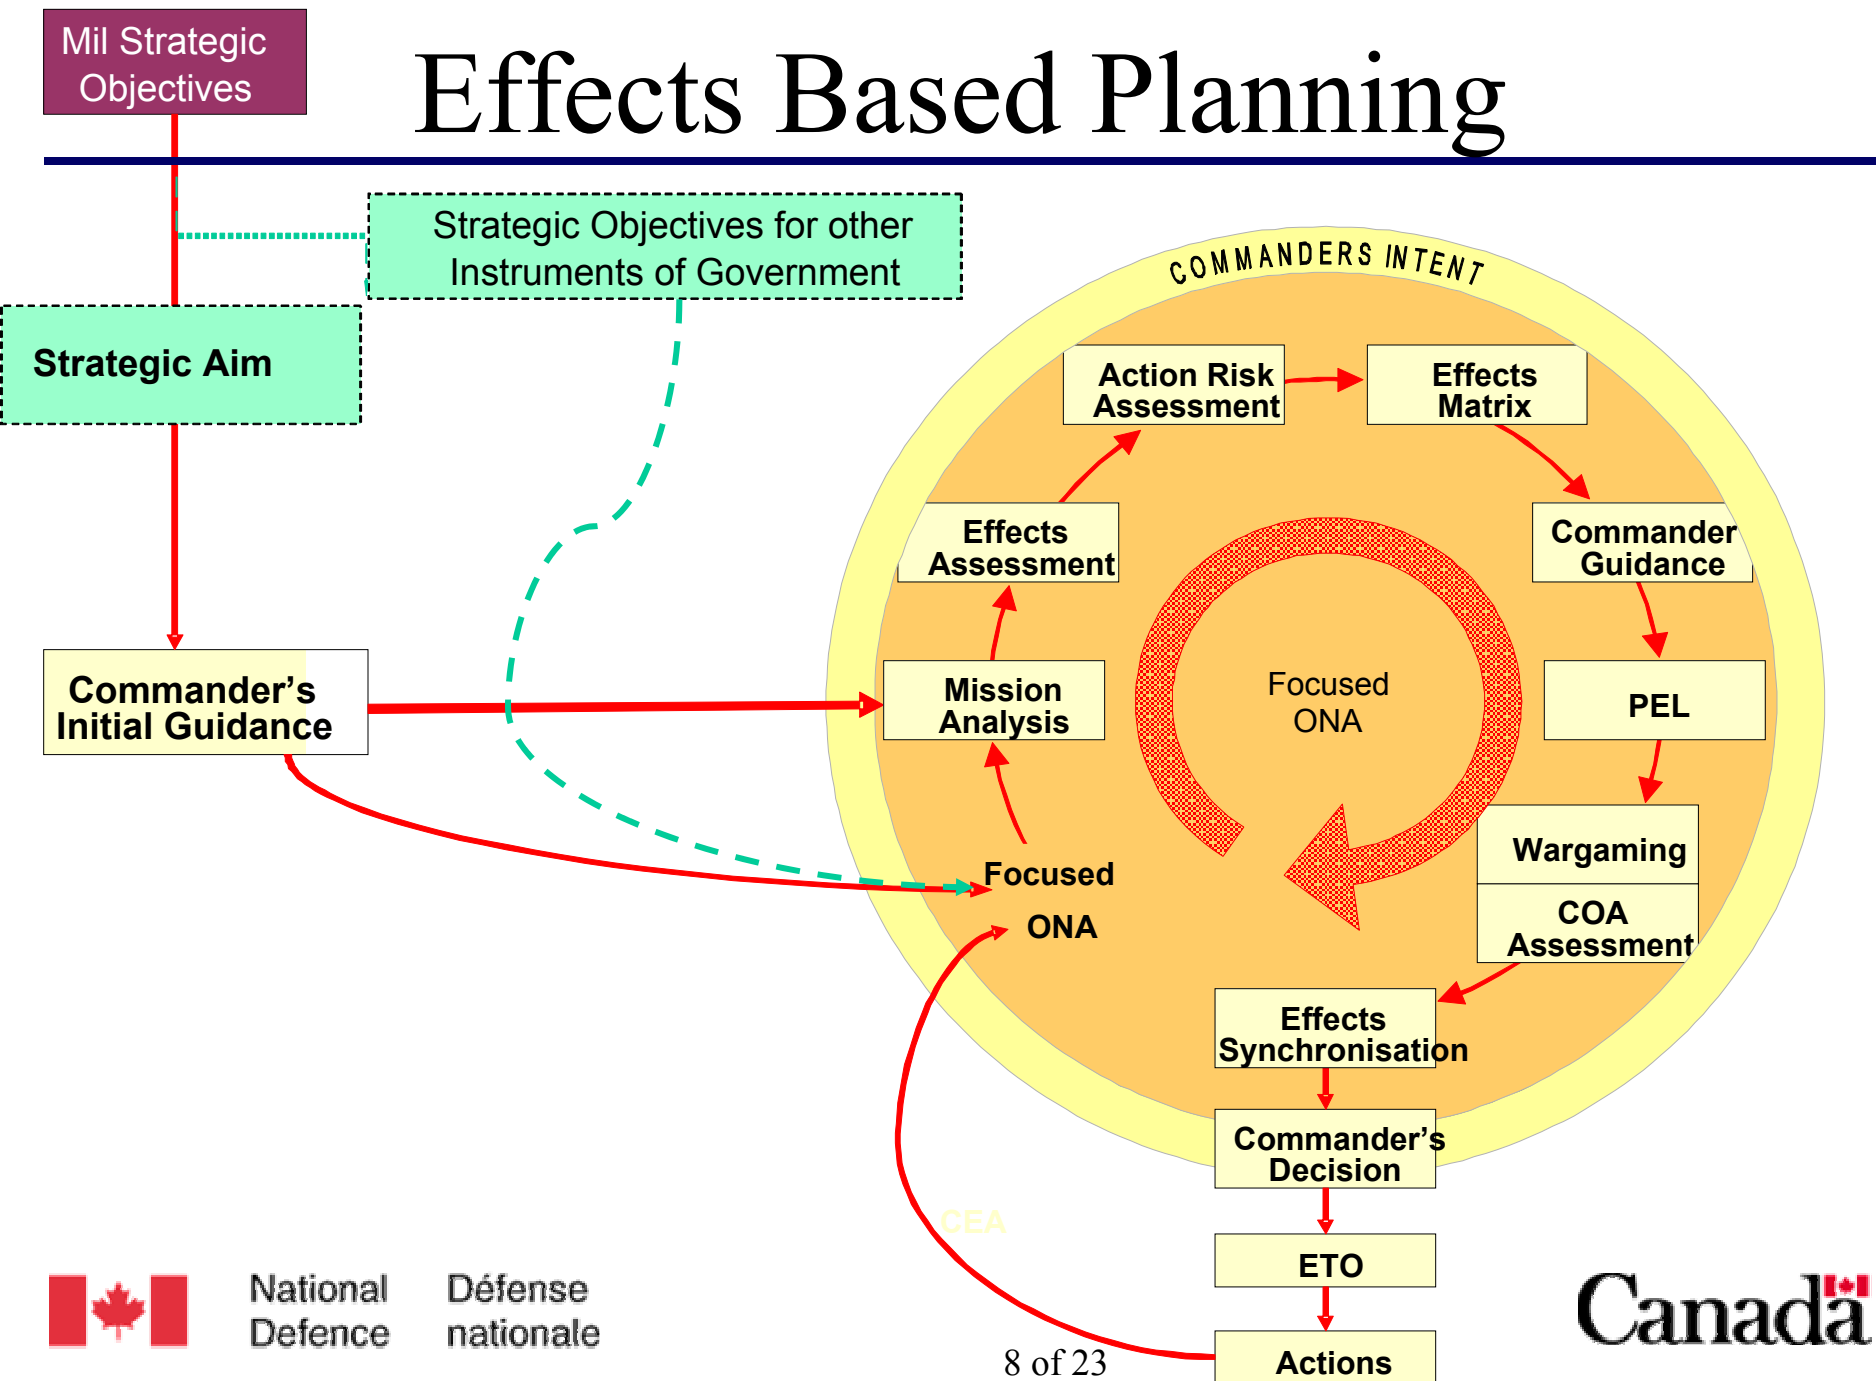 Mil Strategic
Objectives
Effects Based Planning
Strategic Objectives for other
Instruments of Government
Strategic Aim
COMMANDERS INTENT
Action Risk
Assessment
Effects
Matrix
Effects
Assessment
Commander
Guidance
Commander’s
Initial Guidance
Mission
Analysis
Focused
ONA
PEL
Wargaming
COA
Assessment
Focused
ONA
Effects
Synchronisation
Commander’s
Decision
CEA
ETO
Actions
National
Defence
Défense
nationale
8 of 23
Canada